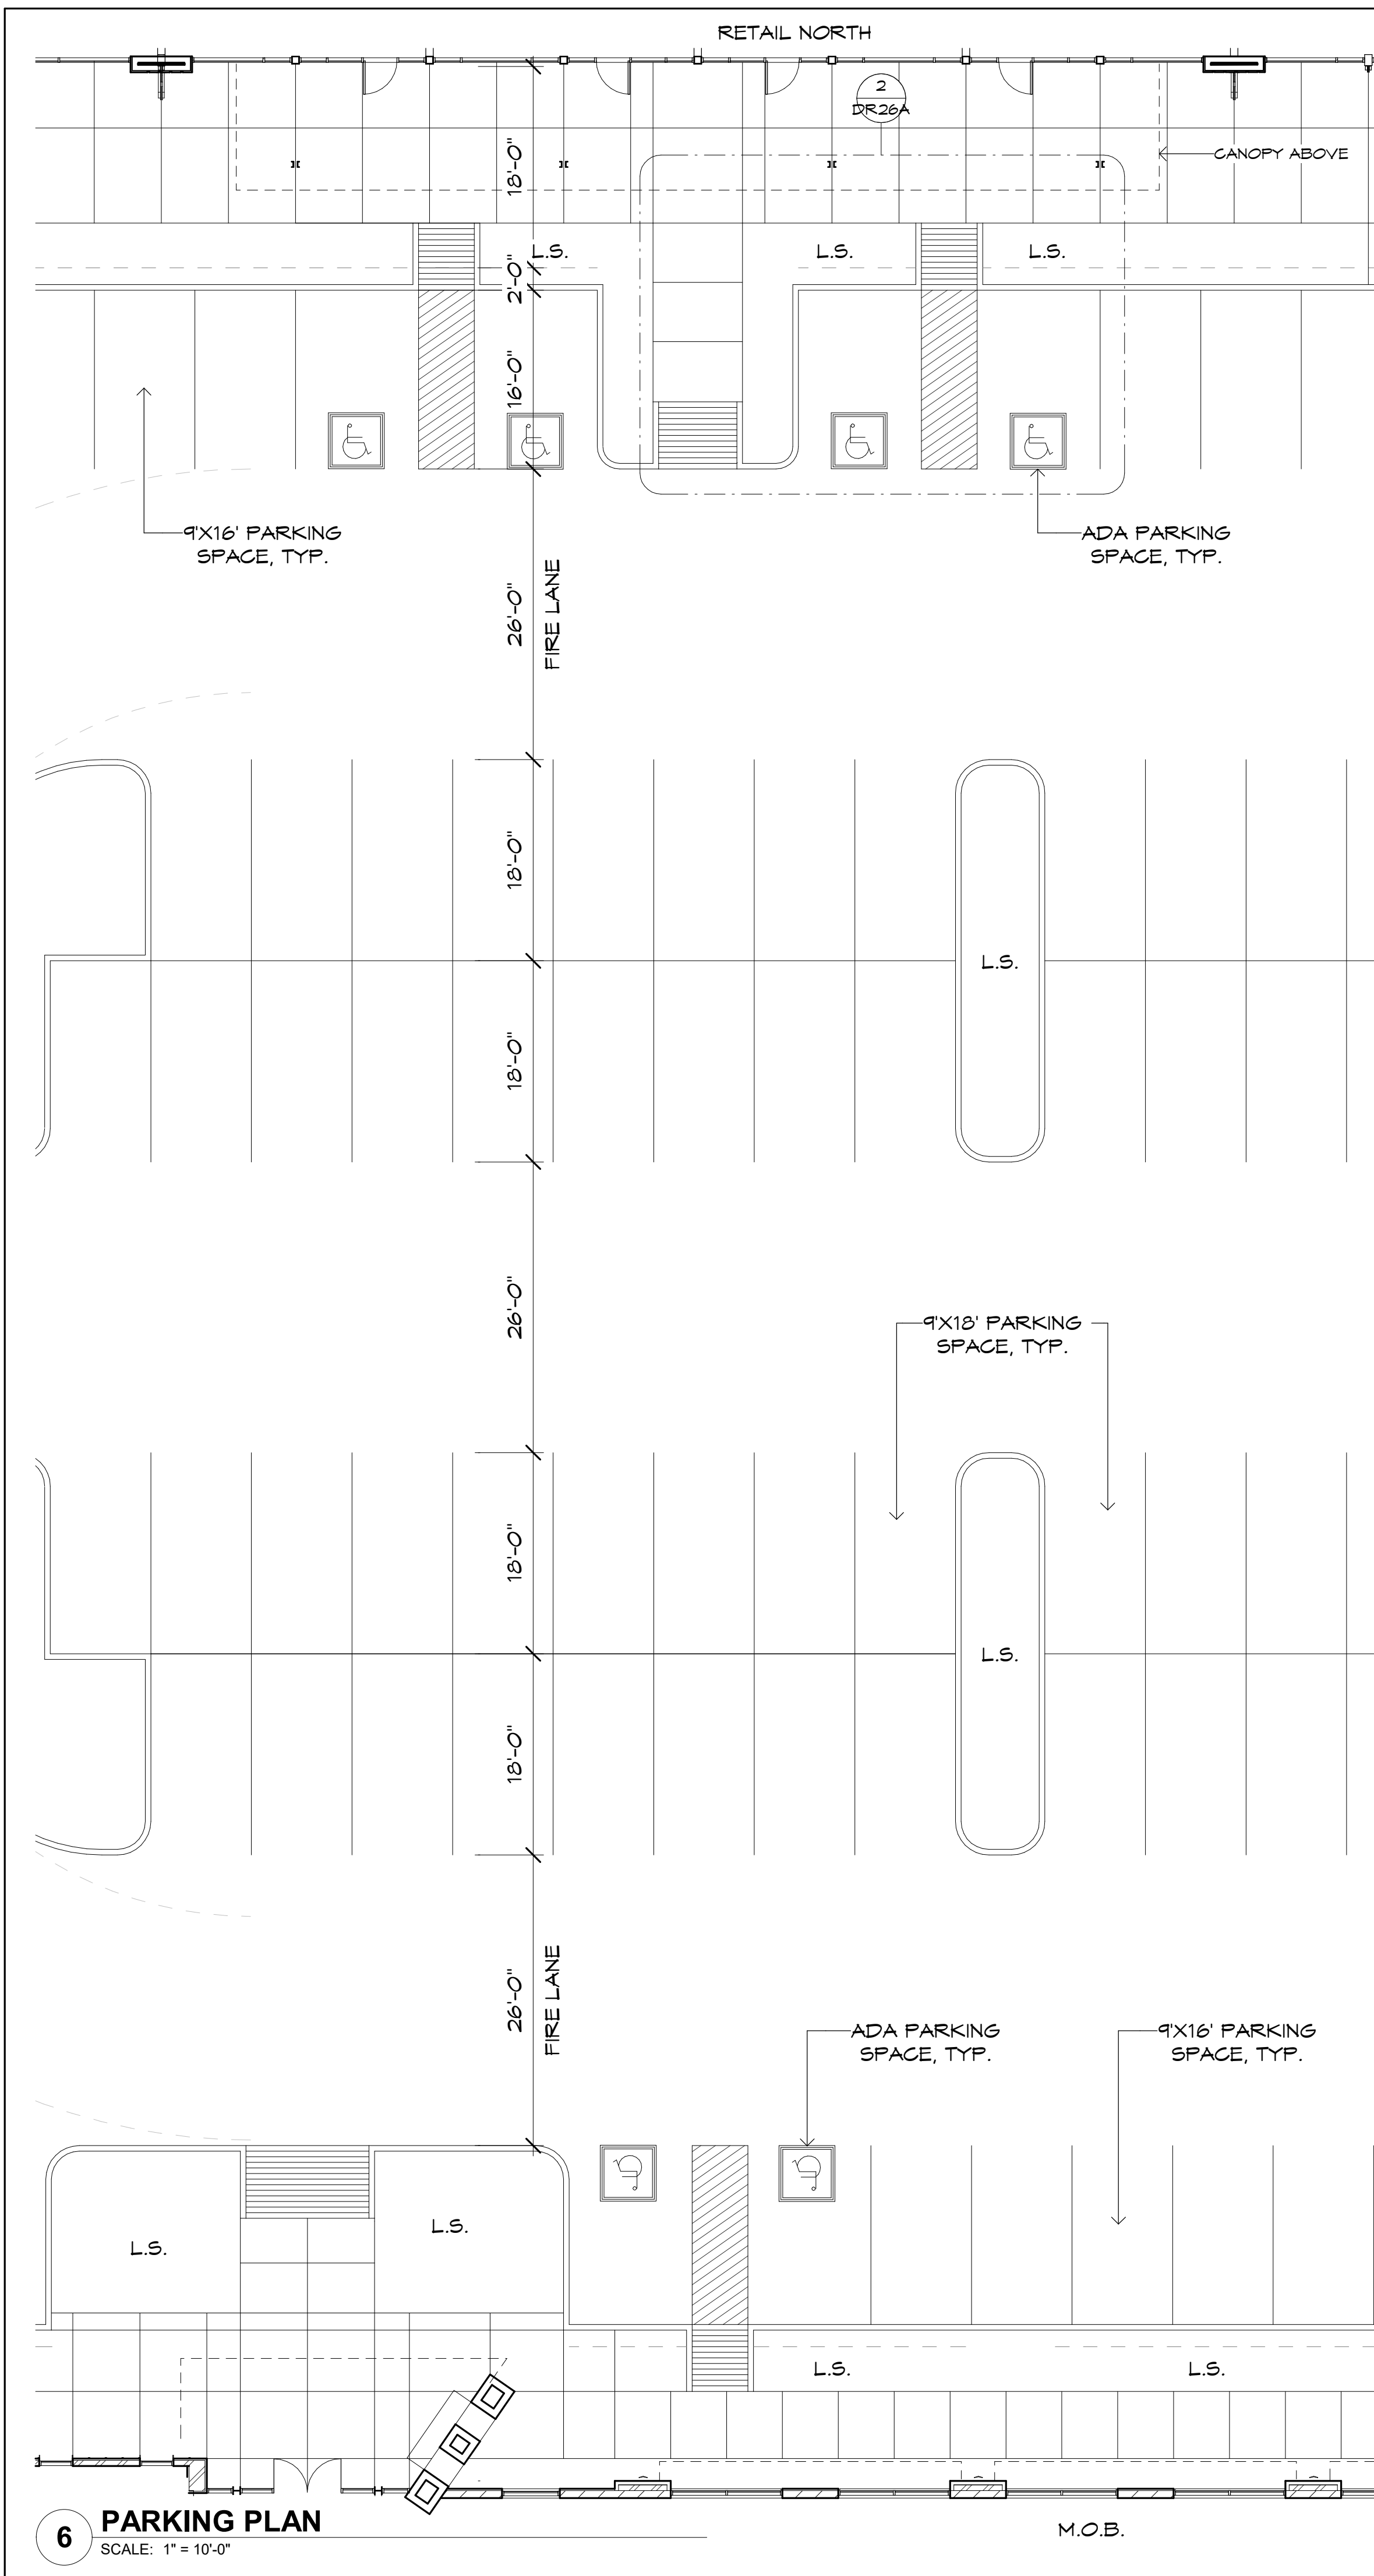 RETAIL NORTH
2
DR26A
CANOPY ABOVE
18'-0"
L.S.
L.S.
L.S.
2'-0"
16'-0"
9'X16' PARKING
SPACE, TYP.
ADA PARKING
SPACE, TYP.
26'-0"
FIRE LANE
18'-0"
L.S.
18'-0"
26'-0"
9'X18' PARKING
SPACE, TYP.
18'-0"
L.S.
18'-0"
26'-0"
FIRE LANE
ADA PARKING
SPACE, TYP.
9'X16' PARKING
SPACE, TYP.
L.S.
L.S.
L.S.
L.S.
6
PARKING PLAN
SCALE: 1" = 10'-0"
M.O.B.